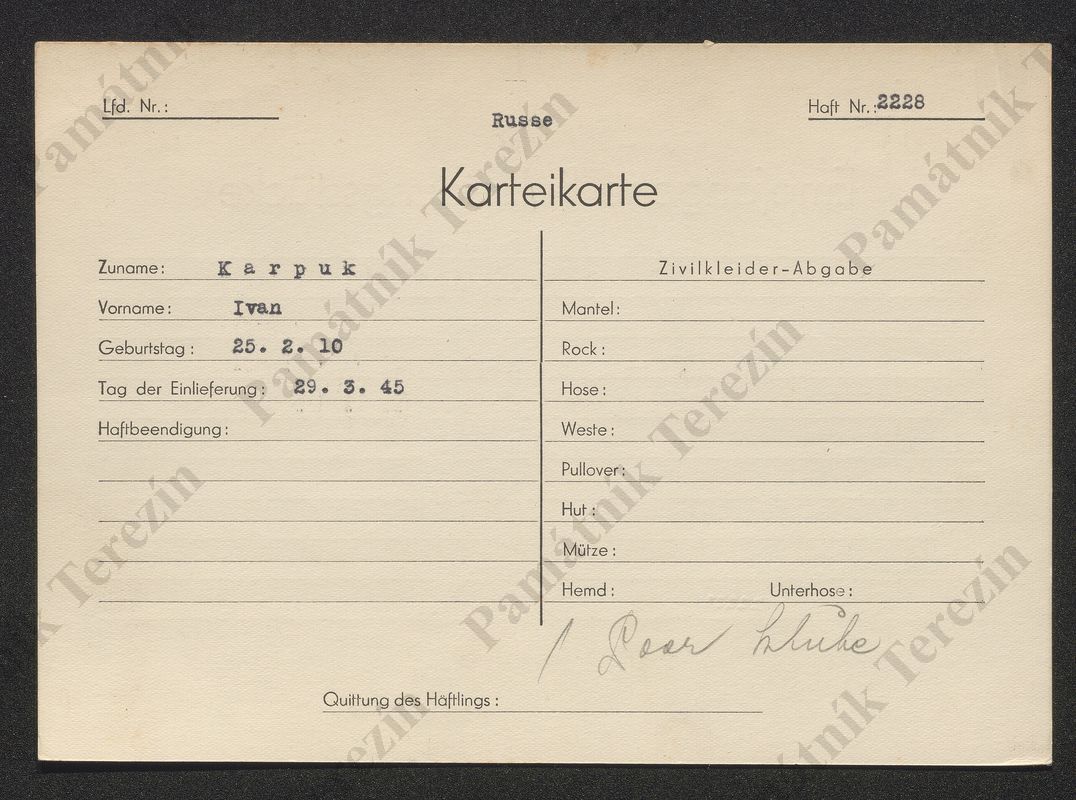 Lfd. Nr.:
Russe
Haft Nr.: 2228
Karteikarte
Zuname: Karpuk
Vorname: Ivan
Geburtstag: 25. 2. 10
Tag der Einlieferung: 29. 3. 45
Haftbeendigung:
Zivilkleider-Abgabe
Mantel:
Rock:
Hose:
Weste:
Pullover:
Hut:
Mütze:
Hemd: Unterhose:
1 Paar
Quittung des Häftlings:
Památník Terezín